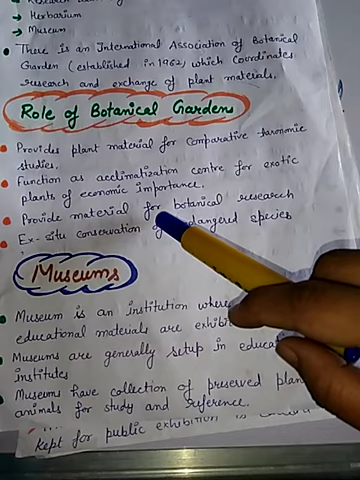 → Herbarium
→ Museum
There is an International Association of Botanical
Garden (established in 1962) which coordinates
research and exchange of plant materials.
Role of Botanical Gardens
Provides plant material for comparative-taxonomic
studies.
Function as acclimatization centre for exotic
plants of economic importance.
Provide material for botanical research
Ex-situ conservation of endangered species
Museums
Museum is an institution where
educational materials are exhibi
Museums are generally setup in educa
institutes
Museums have collection of preserved plan
animals for study and reference.
kept for public exhibition is